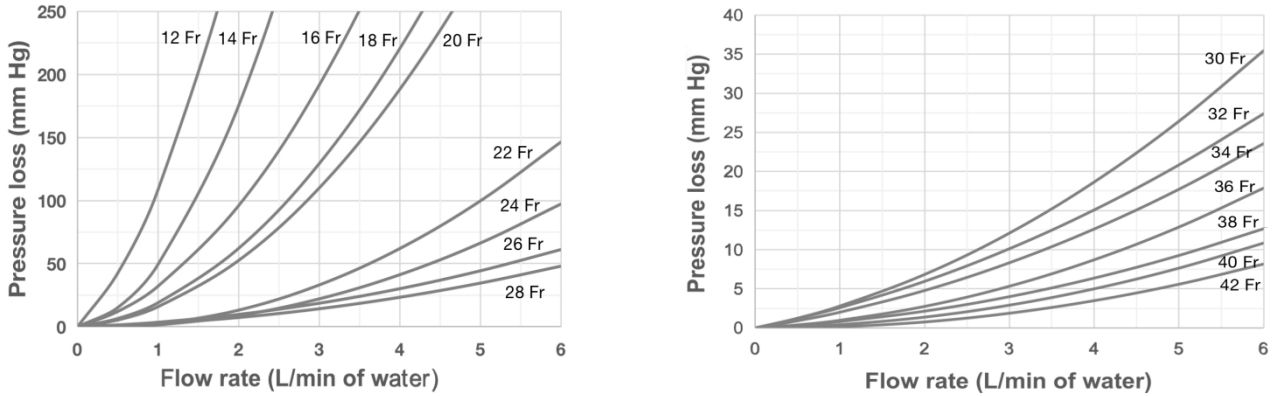 250
200
150
100
50
0
Pressure loss (mm Hg)
12 Fr
14 Fr
16 Fr
18 Fr
20 Fr
22 Fr
24 Fr
26 Fr
28 Fr
0 1 2 3 4 5 6
Flow rate (L/min of water)
40
35
30
25
20
15
10
5
0
Pressure loss (mm Hg)
30 Fr
32 Fr
34 Fr
36 Fr
38 Fr
40 Fr
42 Fr
0 1 2 3 4 5 6
Flow rate (L/min of water)